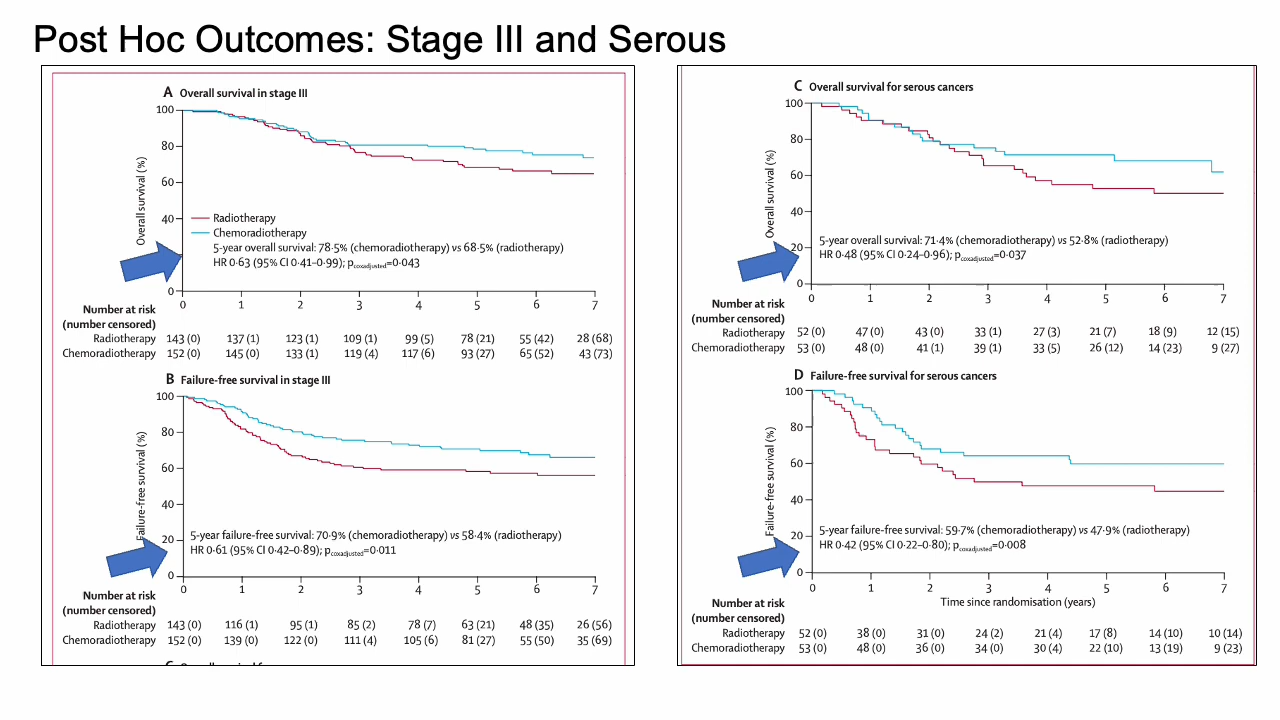 Post Hoc Outcomes: Stage III and Serous
A Overall survival in stage III
Overall survival (%)
100
80
60
40
20
0
Radiotherapy
Chemoradiotherapy
5-year overall survival: 78·5% (chemoradiotherapy) vs 68·5% (radiotherapy)
HR 0·63 (95% CI 0·41–0·99); pcoxadjusted=0·043
0 1 2 3 4 5 6 7
Number at risk
(number censored)
Radiotherapy 143 (0) 137 (1) 123 (1) 109 (1) 99 (5) 78 (21) 55 (42) 28 (68)
Chemoradiotherapy 152 (0) 145 (0) 133 (1) 119 (4) 117 (6) 93 (27) 65 (52) 43 (73)
B Failure-free survival in stage III
Failure-free survival (%)
100
80
60
40
20
0
5-year failure-free survival: 70·9% (chemoradiotherapy) vs 58·4% (radiotherapy)
HR 0·61 (95% CI 0·42–0·89); pcoxadjusted=0·011
0 1 2 3 4 5 6 7
Number at risk
(number censored)
Radiotherapy 143 (0) 116 (1) 95 (1) 85 (2) 78 (7) 63 (21) 48 (35) 26 (56)
Chemoradiotherapy 152 (0) 139 (0) 122 (0) 111 (4) 105 (6) 81 (27) 55 (50) 35 (69)
C Overall survival for serous cancers
Overall survival (%)
100
80
60
40
20
0
5-year overall survival: 71·4% (chemoradiotherapy) vs 52·8% (radiotherapy)
HR 0·48 (95% CI 0·24–0·96); pcoxadjusted=0·037
0 1 2 3 4 5 6 7
Number at risk
(number censored)
Radiotherapy 52 (0) 47 (0) 43 (0) 33 (1) 27 (3) 21 (7) 18 (9) 12 (15)
Chemoradiotherapy 53 (0) 48 (0) 41 (1) 39 (1) 33 (5) 26 (12) 14 (23) 9 (27)
D Failure-free survival for serous cancers
Failure-free survival (%)
100
80
60
40
20
0
5-year failure-free survival: 59·7% (chemoradiotherapy) vs 47·9% (radiotherapy)
HR 0·42 (95% CI 0·22–0·80); pcoxadjusted=0·008
0 1 2 3 4 5 6 7
Time since randomisation (years)
Number at risk
(number censored)
Radiotherapy 52 (0) 38 (0) 31 (0) 24 (2) 21 (4) 17 (8) 14 (10) 10 (14)
Chemoradiotherapy 53 (0) 48 (0) 36 (0) 34 (0) 30 (4) 22 (10) 13 (19) 9 (23)